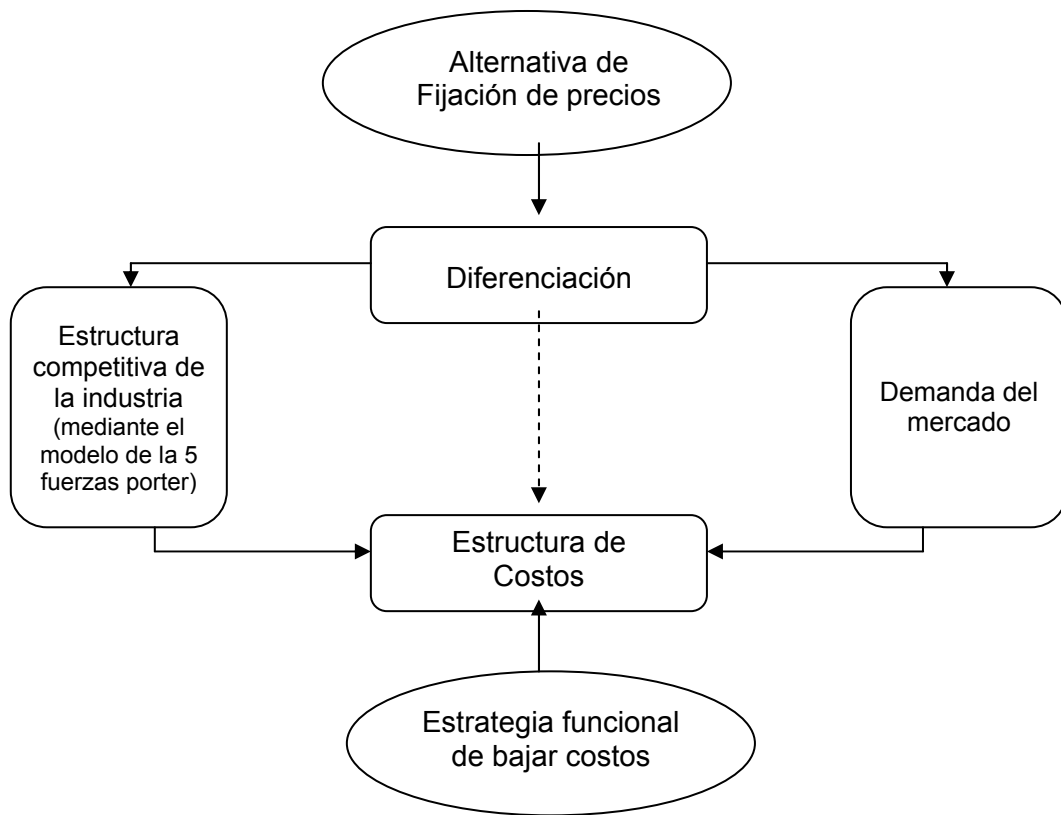 Alternativa de
Fijación de precios
Diferenciación
Estructura
competitiva de
la industria
(mediante el
modelo de la 5
fuerzas porter)
Demanda del
mercado
Estructura de
Costos
Estrategia funcional
de bajar costos